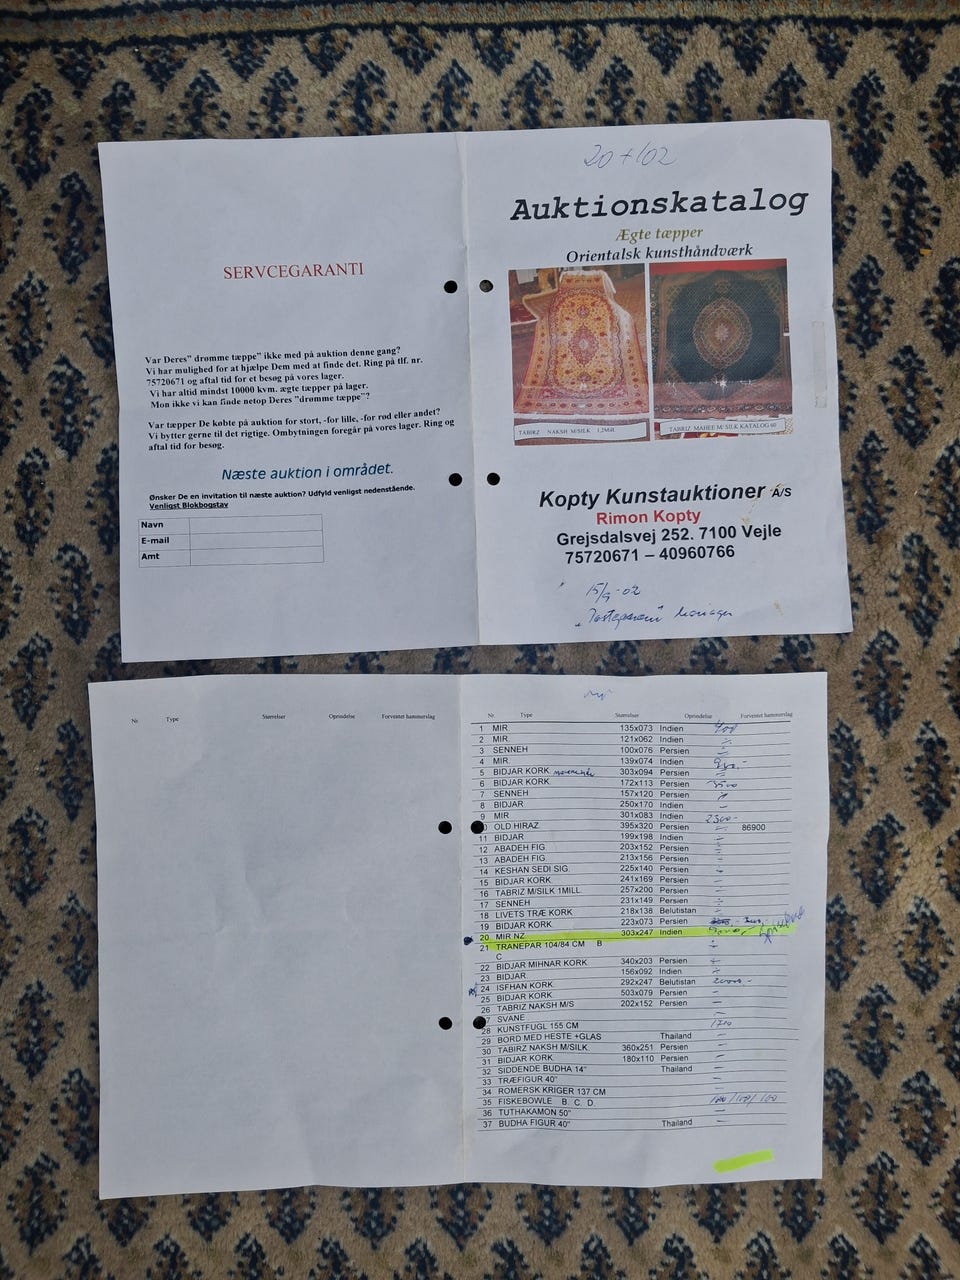 SERVCEGARANTI
Var Deres" drømme tæppe" ikke med på auktion denne gang?
Vi har mulighed for at hjælpe Dem med at finde det. Ring på tlf. nr.
75720671 og aftal tid for et besøg på vores lager.
Vi har altid mindst 10000 kvm. ægte tæpper på lager.
Mon ikke vi kan finde netop Deres "drømme tæppe"?
Var tæpper De købte på auktion for stort, -for lille, -for rød eller andet?
Vi bytter gerne til det rigtige. Ombytningen foregår på vores lager. Ring og
aftal tid for besøg.
Næste auktion i området.
Ønsker De en invitation til næste auktion? Udfyld venligst nedenstående.
Venligst Blokbogstav
Navn
E-mail
Amt
20 + 102
Auktionskatalog
Ægte tæpper
Orientalsk kunsthåndværk
TABIRZ NAKSH M/SILK 1,2Mill
TABRIZ MAHEE M/ SILK KATALOG 60
Kopty Kunstauktioner A/S
Rimon Kopty
Grejsdalsvej 252. 7100 Vejle
75720671 – 40960766
15/9-02
Nr. Type Størrelser Oprindelse Forventet hammerslag
Nr. Type Størrelser Oprindelse Forventet hammerslag
1 MIR 135x073 Indien
2 MIR. 121x062 Indien
3 SENNEH 100x076 Persien
4 MIR. 139x074 Indien
5 BIDJAR KORK 303x094 Persien
6 BIDJAR KORK. 172x113 Persien
7 SENNEH 157x120 Persien
8 BIDJAR 250x170 Indien
9 MIR 301x083 Indien 2300-
0 OLD HIRAZ 395x320 Persien 86900
11 BIDJAR 199x198 Indien
12 ABADEH FIG. 203x152 Persien
13 ABADEH FIG. 213x156 Persien
14 KESHAN SEDI SIG. 225x140 Persien
15 BIDJAR KORK. 241x169 Persien
16 TABRIZ M/SILK 1MILL 257x200 Persien
17 SENNEH 231x149 Persien
18 LIVETS TRÆ KORK 218x138 Belutistan
19 BIDJAR KORK 223x073 Persien
20 MIR NZ 303x247 Indien
21 TRANEPAR 104/84 CM B
C
22 BIDJAR MIHNAR KORK 340x203 Persien
23 BIDJAR. 156x092 Indien
24 ISFHAN KORK 292x247 Belutistan
25 BIDJAR KORK. 503x079 Persien
26 TABRIZ NAKSH M/S 202x152 Persien
7 SVANE
28 KUNSTFUGL 155 CM
29 BORD MED HESTE +GLAS Thailand
30 TABIRZ NAKSH M/SILK. 360x251 Persien
31 BIDJAR KORK 180x110 Persien
32 SIDDENDE BUDHA 14" Thailand
33 TRÆFIGUR 40"
34 ROMERSK KRIGER 137 CM
35 FISKEBOWLE B. C. D. 100/100/100
36 TUTHAKAMON 50"
37 BUDHA FIGUR 40" Thailand